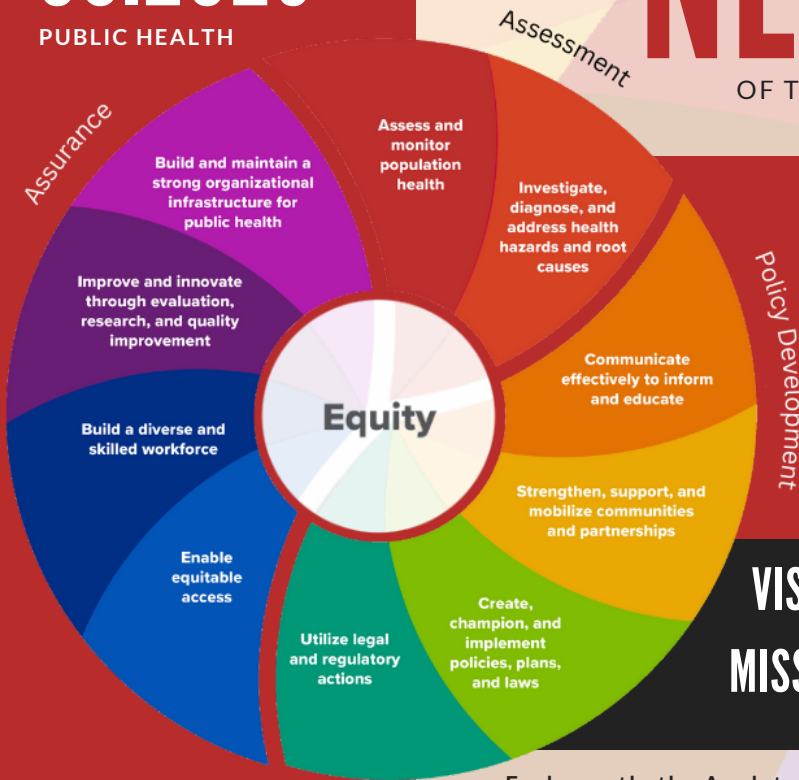 PUBLIC HEALTH
OF T
Assessment
Assurance
Policy Development
Assess and
monitor
population
health
Investigate,
diagnose, and
address health
hazards and root
causes
Communicate
effectively to inform
and educate
Strengthen, support, and
mobilize communities
and partnerships
Create,
champion, and
implement
policies, plans,
and laws
Utilize legal
and regulatory
actions
Enable
equitable
access
Build a diverse and
skilled workforce
Improve and innovate
through evaluation,
research, and quality
improvement
Build and maintain a
strong organizational
infrastructure for
public health
Equity
VIS
MISS